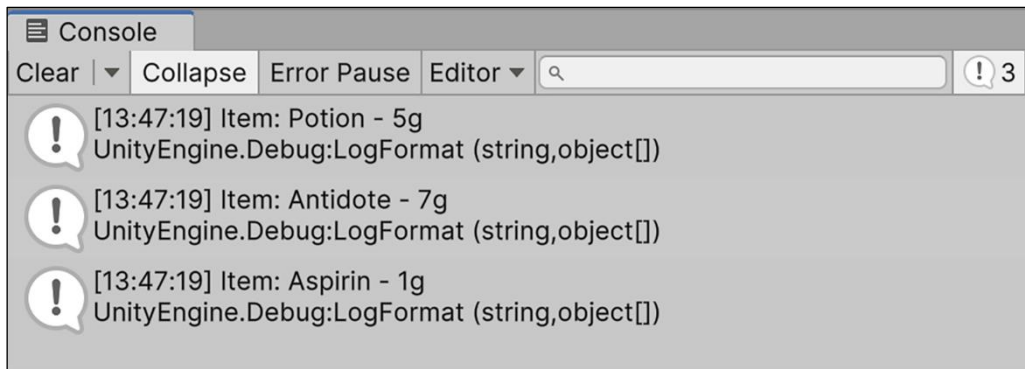 Console
Clear Collapse Error Pause Editor 3
[13:47:19] Item: Potion - 5g
UnityEngine.Debug:LogFormat (string,object[])
[13:47:19] Item: Antidote - 7g
UnityEngine.Debug:LogFormat (string,object[])
[13:47:19] Item: Aspirin - 1g
UnityEngine.Debug:LogFormat (string,object[])